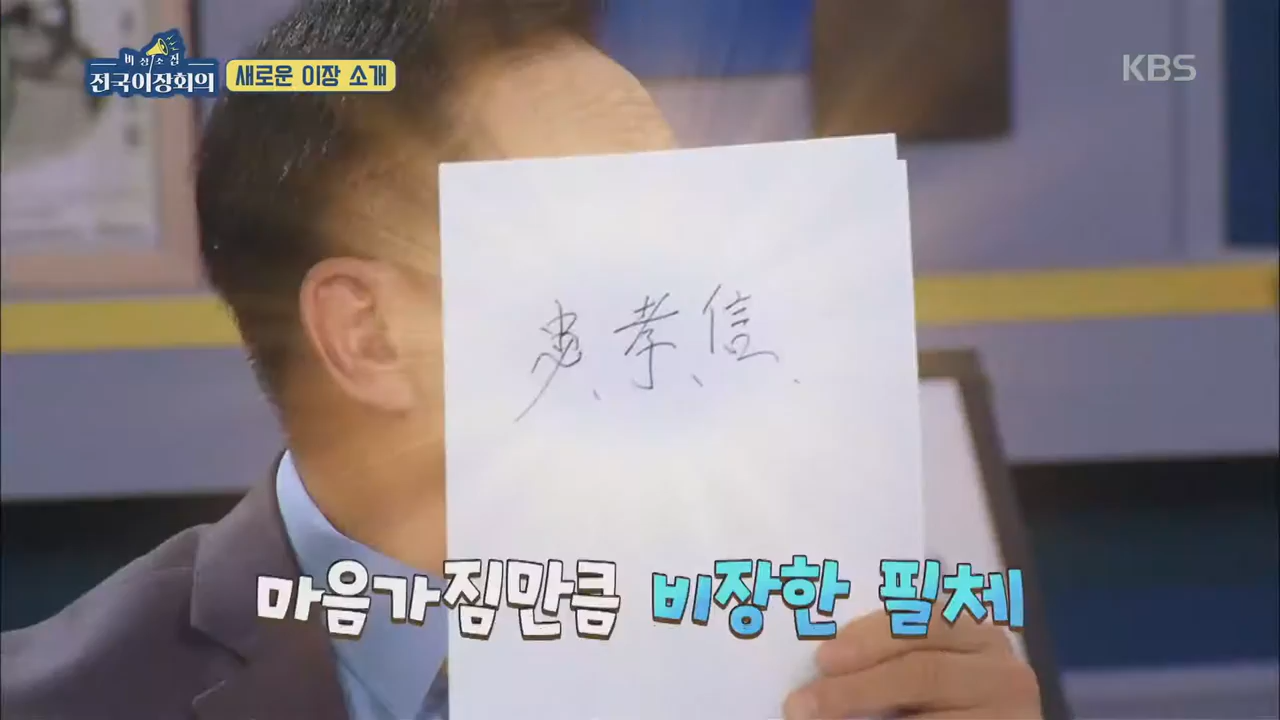 비상소집
전국이장회의
새로운 이장 소개
KBS
孝、信.
마음가짐만큼 비장한 필체